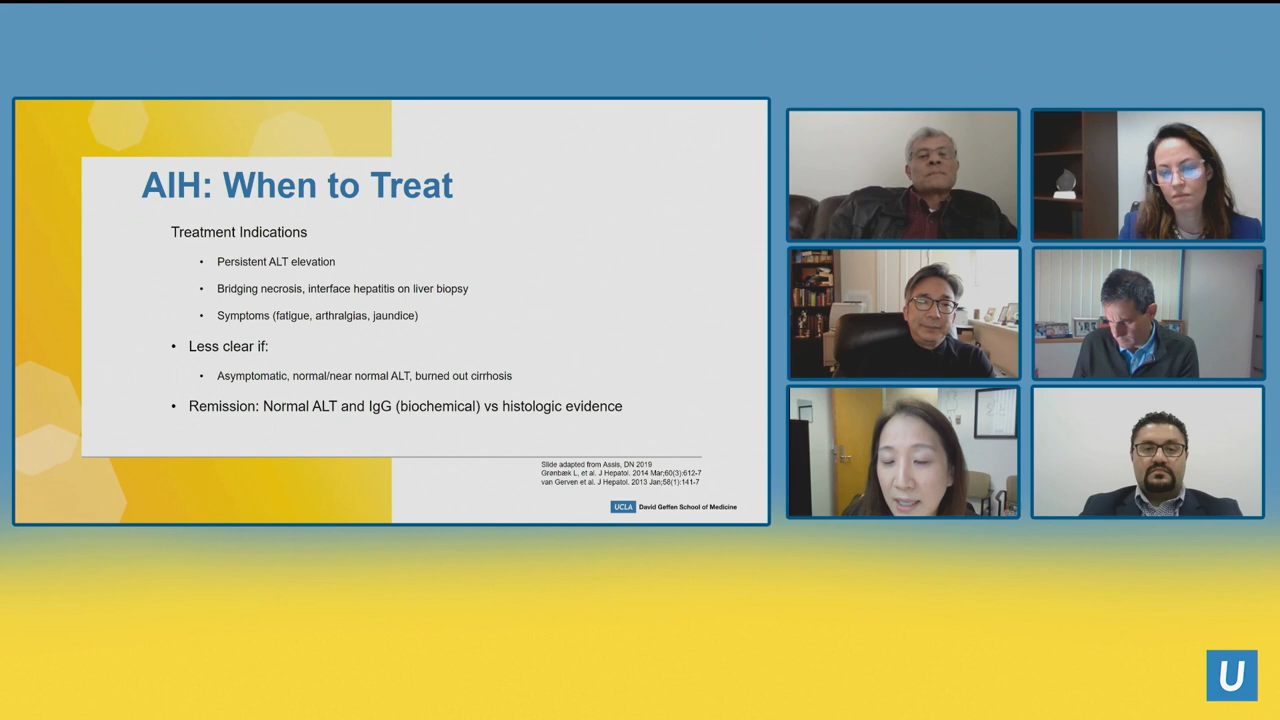 AIH: When to Treat
Treatment Indications
• Persistent ALT elevation
• Bridging necrosis, interface hepatitis on liver biopsy
• Symptoms (fatigue, arthralgias, jaundice)
• Less clear if:
• Asymptomatic, normal/near normal ALT, burned out cirrhosis
• Remission: Normal ALT and IgG (biochemical) vs histologic evidence
Slide adapted from Assis, DN 2019
Grønbæk L, et al. J Hepatol. 2014 Mar;60(3):612-7
van Gerven et al. J Hepatol. 2013 Jan;58(1):141-7
UCLA David Geffen School of Medicine
U